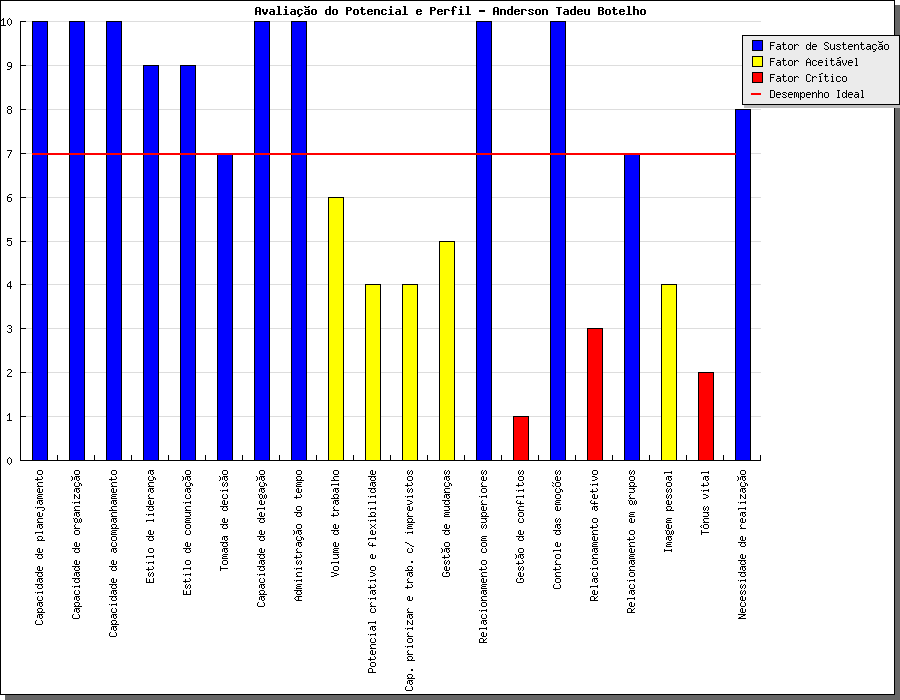 Avaliação do Potencial e Perfil - Anderson Tadeu Botelho
Fator de Sustentação
Fator Aceitável
Fator Crítico
Desempenho Ideal
10
9
8
7
6
5
4
3
2
1
0
Capacidade de planejamento
Capacidade de organização
Capacidade de acompanhamento
Estilo de liderança
Estilo de comunicação
Tomada de decisão
Capacidade de delegação
Administração do tempo
Volume de trabalho
Potencial criativo e flexibilidade
Cap. priorizar e trab. c/ imprevistos
Gestão de mudanças
Relacionamento com superiores
Gestão de conflitos
Controle das emoções
Relacionamento afetivo
Relacionamento em grupos
Imagem pessoal
Tônus vital
Necessidade de realização